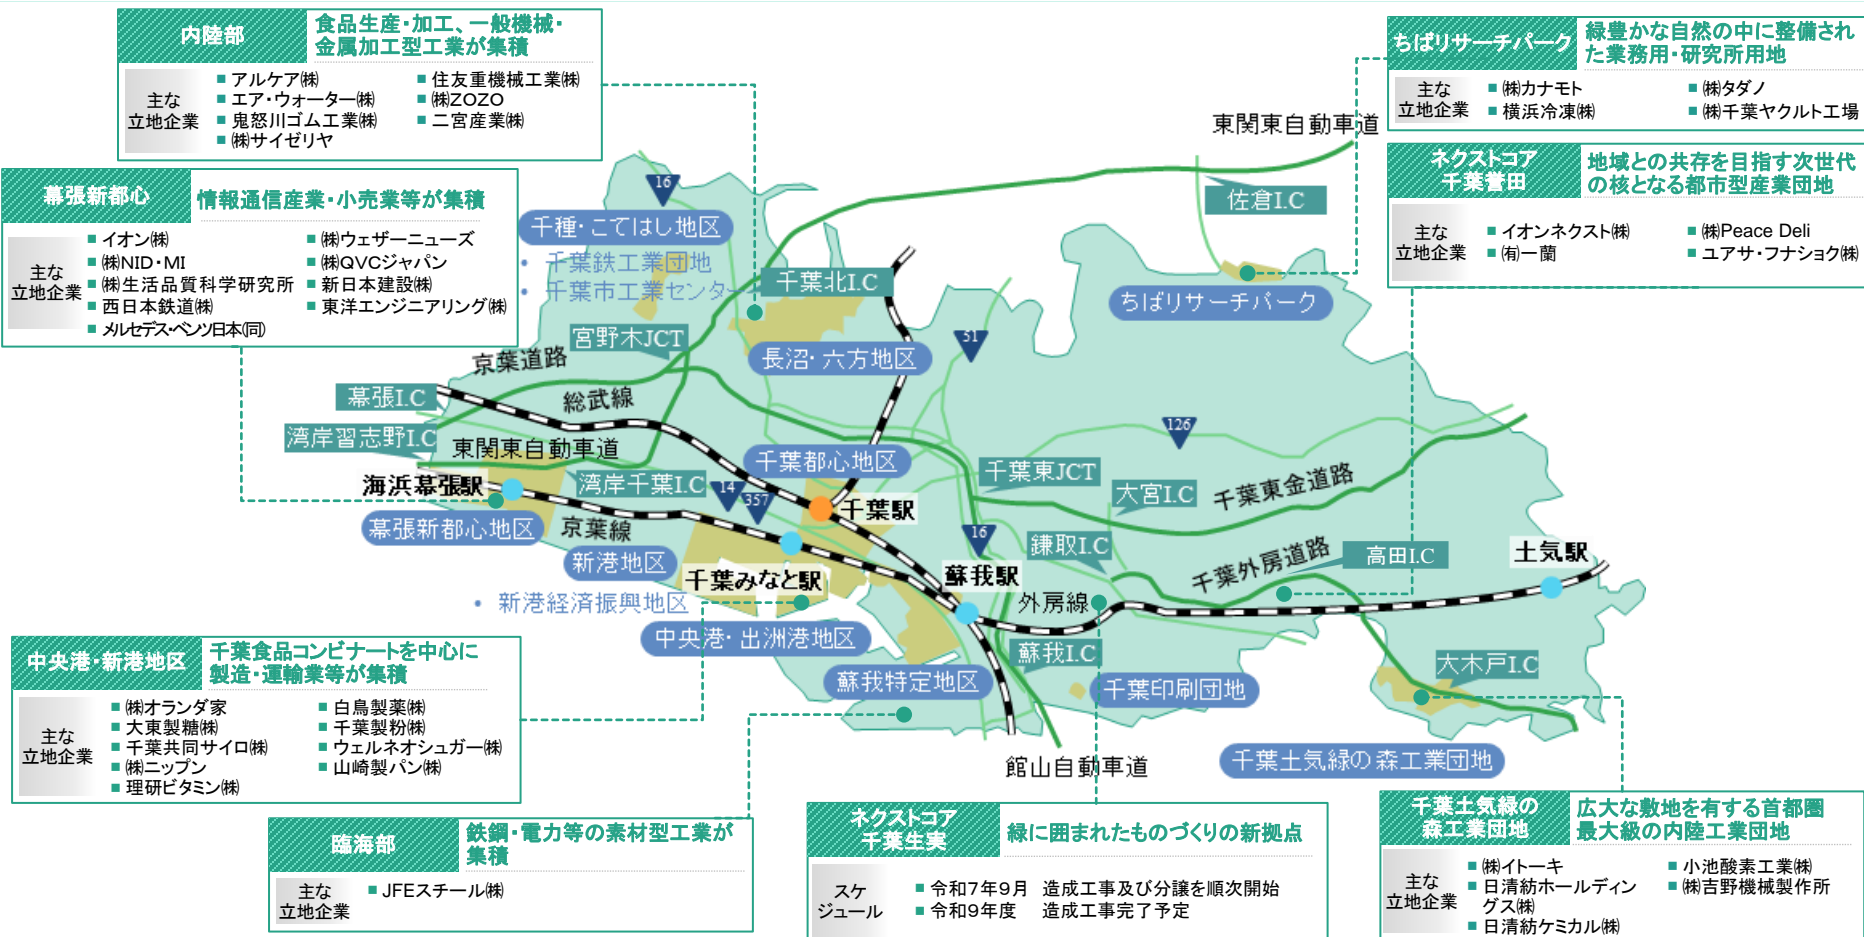 内陸部
食品生産・加工、一般機械・
金属加工型工業が集積
主な
立地企業
■ アルケア㈱
■ エア・ウォーター㈱
■ 鬼怒川ゴム工業㈱
■ ㈱サイゼリヤ
■ 住友重機械工業㈱
■ ㈱ZOZO
■ 二宮産業㈱
ちばリサーチパーク
緑豊かな自然の中に整備され
た業務用・研究所用地
主な
立地企業
■ ㈱カナモト
■ 横浜冷凍㈱
■ ㈱タダノ
■ ㈱千葉ヤクルト工場
ネクストコア
千葉誉田
地域との共存を目指す次世代
の核となる都市型産業団地
主な
立地企業
■ イオンネクスト㈱
■ ㈲一蘭
■ ㈱Peace Deli
■ ユアサ・フナショク㈱
幕張新都心
情報通信産業・小売業等が集積
主な
立地企業
■ イオン㈱
■ ㈱NID・MI
■ ㈱生活品質科学研究所
■ 西日本鉄道㈱
■ メルセデス・ベンツ日本(同)
■ ㈱ウェザーニューズ
■ ㈱QVCジャパン
■ 新日本建設㈱
■ 東洋エンジニアリング㈱
東関東自動車道
16
佐倉I.C
千種・こてはし地区
• 千葉鉄工業団地
• 千葉市工業センター
千葉北I.C
ちばリサーチパーク
宮野木JCT
51
京葉道路
長沼・六方地区
幕張I.C
総武線
126
湾岸習志野I.C
東関東自動車道
千葉都心地区
千葉東JCT
海浜幕張駅
湾岸千葉I.C
14
357
大宮I.C
千葉東金道路
千葉駅
幕張新都心地区
京葉線
16
鎌取I.C
千葉外房道路
高田I.C
土気駅
新港地区
千葉みなと駅
蘇我駅
• 新港経済振興地区
外房線
中央港・出洲港地区
蘇我I.C
大木戸I.C
蘇我特定地区
千葉印刷団地
館山自動車道
千葉土気緑の森工業団地
中央港・新港地区
千葉食品コンビナートを中心に
製造・運輸業等が集積
主な
立地企業
■ ㈱オランダ家
■ 大東製糖㈱
■ 千葉共同サイロ㈱
■ ㈱ニップン
■ 理研ビタミン㈱
■ 白鳥製薬㈱
■ 千葉製粉㈱
■ ウェルネオシュガー㈱
■ 山崎製パン㈱
臨海部
鉄鋼・電力等の素材型工業が
集積
主な
立地企業
■ JFEスチール㈱
ネクストコア
千葉生実
緑に囲まれたものづくりの新拠点
スケ
ジュール
■ 令和7年9月 造成工事及び分譲を順次開始
■ 令和9年度 造成工事完了予定
千葉土気緑の
森工業団地
広大な敷地を有する首都圏
最大級の内陸工業団地
主な
立地企業
■ ㈱イトーキ
■ 日清紡ホールディン
グス㈱
■ 日清紡ケミカル㈱
■ 小池酸素工業㈱
■ ㈱吉野機械製作所